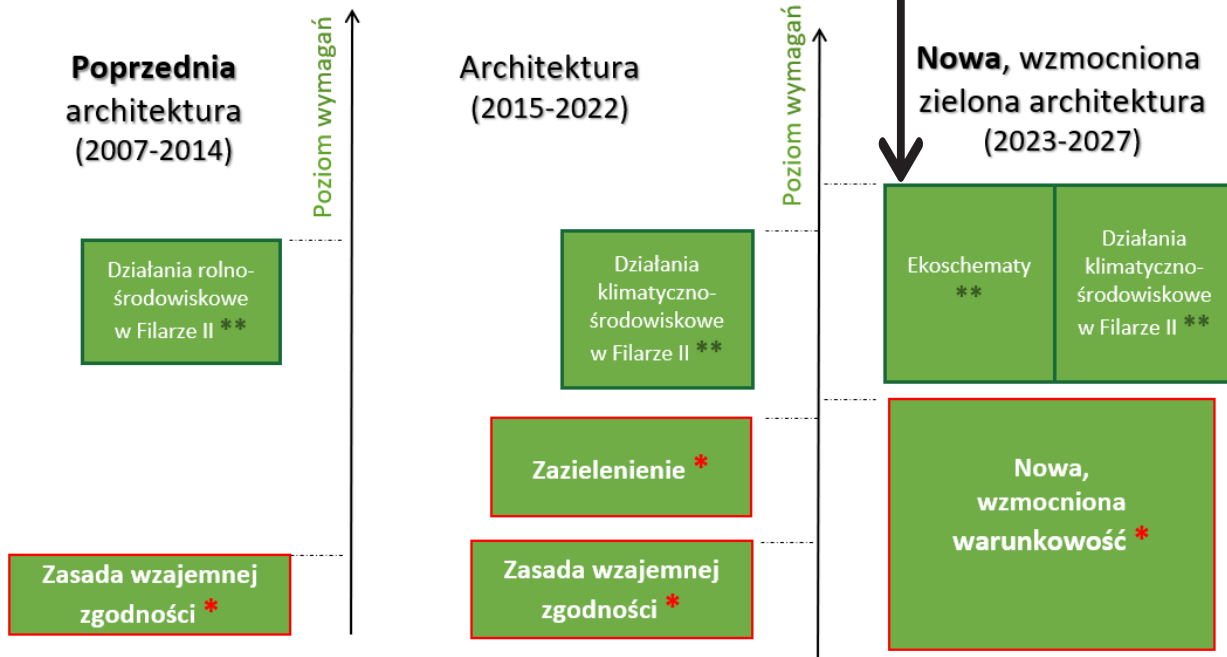 Poprzednia
architektura
(2007-2014)
Poziom wymagań
Działania rolno-
środowiskowe
w Filarze II **
Zasada wzajemnej
zgodności *
Architektura
(2015-2022)
Poziom wymagań
Działania
klimatyczno-
środowiskowe
w Filarze II **
Zazielenienie *
Zasada wzajemnej
zgodności *
Nowa, wzmocniona
zielona architektura
(2023-2027)
Ekoschematy
**
Działania
klimatyczno-
środowiskowe
w Filarze II **
Nowa,
wzmocniona
warunkowość *